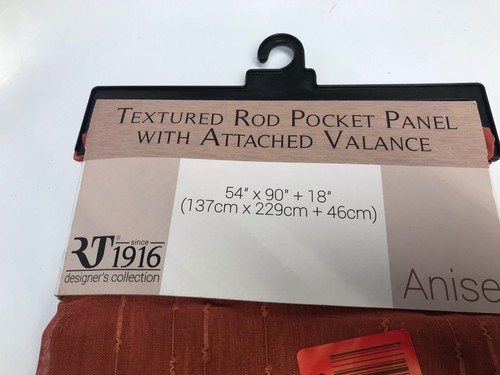 TEXTURED ROD POCKET PANEL
WITH ATTACHED VALANCE
54" x 90" + 18"
(137cm x 229cm + 46cm)
RT® since
1916
designer's collection
Anise